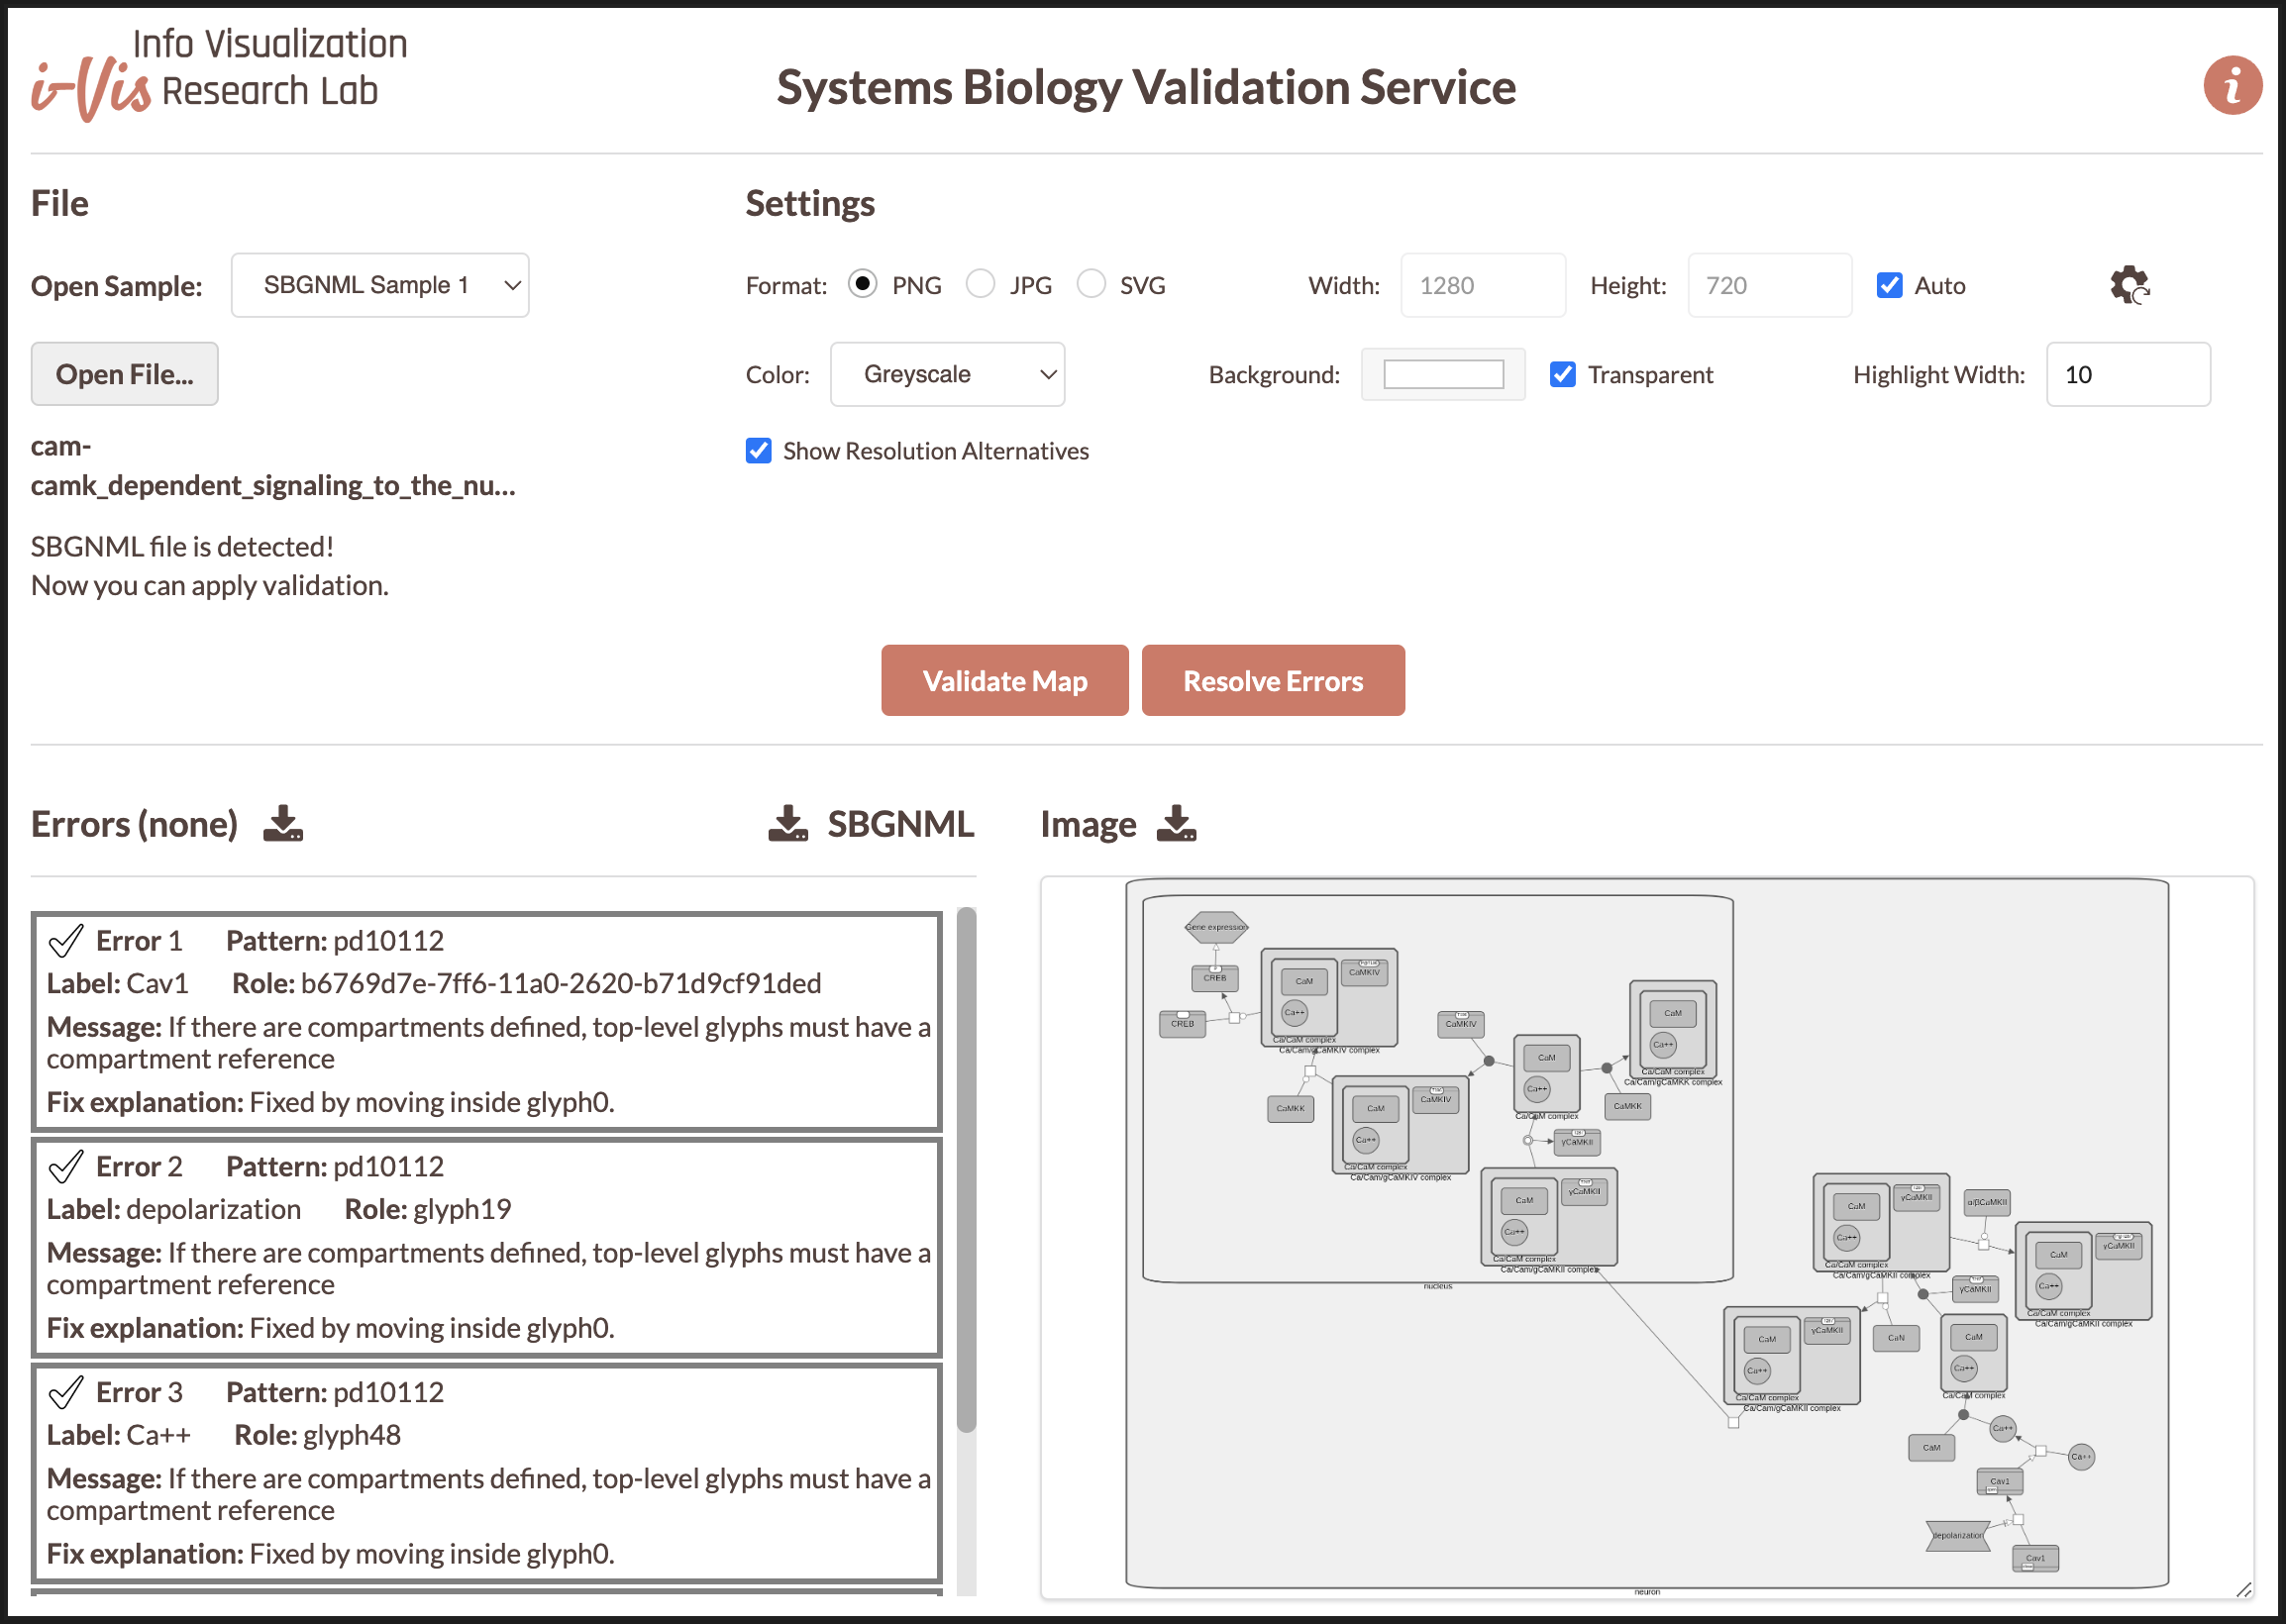 Info Visualization
i-Vis Research Lab
Systems Biology Validation Service
i
File
Settings
Open Sample: SBGNML Sample 1
Format: PNG JPG SVG Width: 1280 Height: 720 Auto
Open File...
Color: Greyscale Background: Transparent Highlight Width: 10
cam-
camk_dependent_signaling_to_the_nu...
Show Resolution Alternatives
SBGNML file is detected!
Now you can apply validation.
Validate Map Resolve Errors
Errors (none) SBGNML Image
Error 1 Pattern: pd10112
Label: Cav1 Role: b6769d7e-7ff6-11a0-2620-b71d9cf91ded
Message: If there are compartments defined, top-level glyphs must have a
compartment reference
Fix explanation: Fixed by moving inside glyph0.
Error 2 Pattern: pd10112
Label: depolarization Role: glyph19
Message: If there are compartments defined, top-level glyphs must have a
compartment reference
Fix explanation: Fixed by moving inside glyph0.
Error 3 Pattern: pd10112
Label: Ca++ Role: glyph48
Message: If there are compartments defined, top-level glyphs must have a
compartment reference
Fix explanation: Fixed by moving inside glyph0.
Gene expression
CREB
CREB
CaM
CaMKIV
Ca++
Ca/CaM complex
Ca/Cam/gCaMKIV complex
CaMKIV
CaM
Ca++
Ca/CaM complex
CaM
Ca++
Ca/CaM complex
Ca/Cam/gCaMKK complex
CaMKK
CaMKK
CaM
CaMKIV
Ca++
Ca/CaM complex
Ca/Cam/gCaMKIV complex
γCaMKII
CaM
γCaMKII
Ca++
Ca/CaM complex
Ca/Cam/gCaMKII complex
nucleus
CaM
γCaMKII
Ca++
Ca/CaM complex
Ca/Cam/gCaMKII complex
α/βCaMKII
CaM
γCaMKII
Ca++
Ca/CaM complex
Ca/Cam/gCaMKII complex
γCaMKII
CaM
γCaMKII
Ca++
Ca/CaM complex
Ca/Cam/gCaMKII complex
CaN
CaM
Ca++
Ca/CaM complex
CaM
Ca++
Ca++
Cav1
depolarization
Cav1
neuron